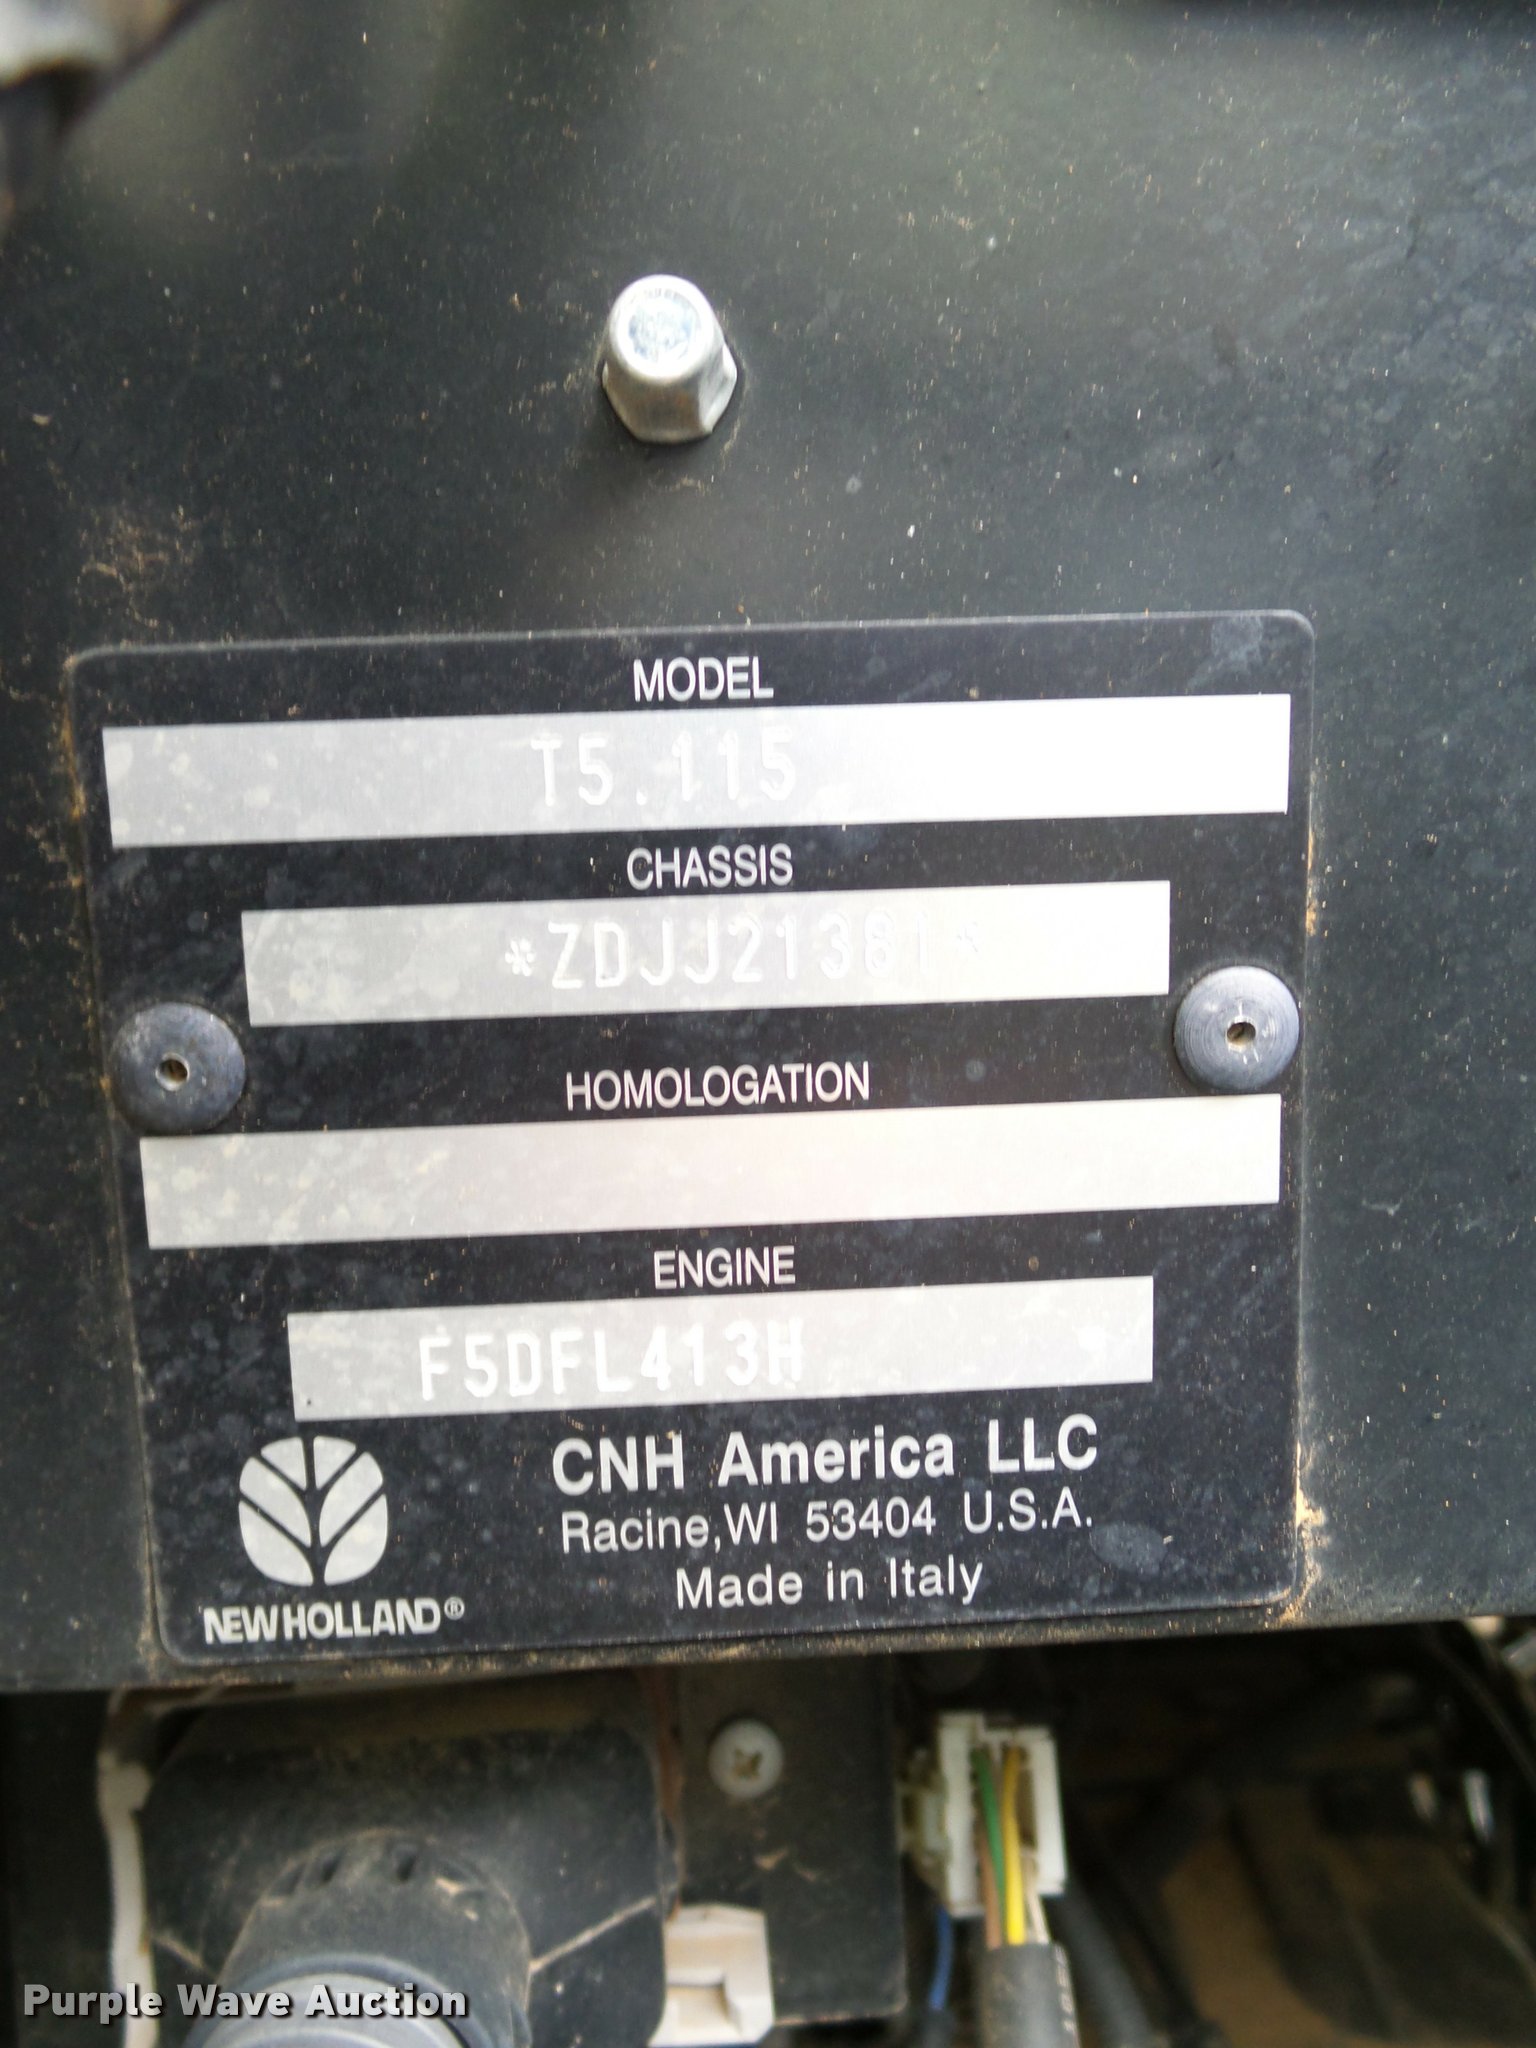 MODEL
T5.115
CHASSIS
*ZDJJ21381*
HOMOLOGATION
ENGINE
F5DFL413H
CNH America LLC
Racine, WI 53404 U.S.A.
Made in Italy
NEW HOLLAND®
Purple Wave Auction